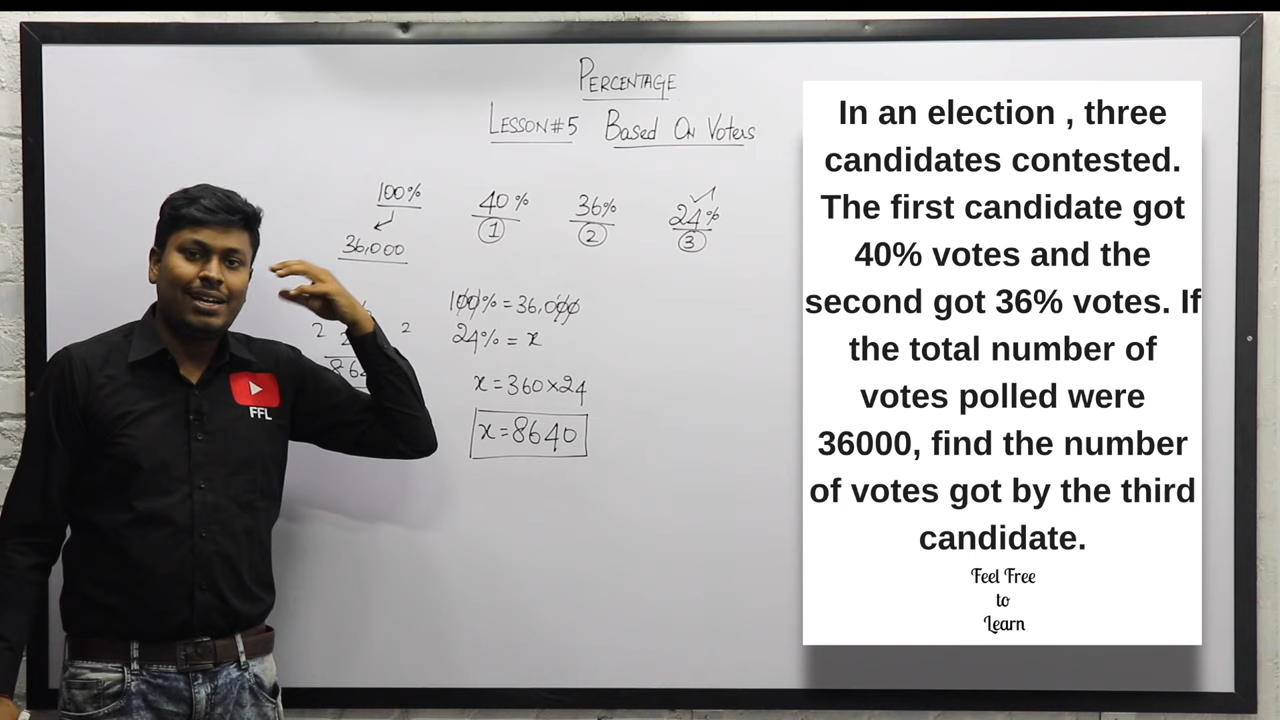 PERCENTAGE
LESSON#5 Based On Voters
100% 40% 36% 24%
36,000 1 2 3
100% = 36,000
24% = x
2 2
x = 360×24
x = 8640
FFL
In an election , three
candidates contested.
The first candidate got
40% votes and the
second got 36% votes. If
the total number of
votes polled were
36000, find the number
of votes got by the third
candidate.
Feel Free
to
Learn